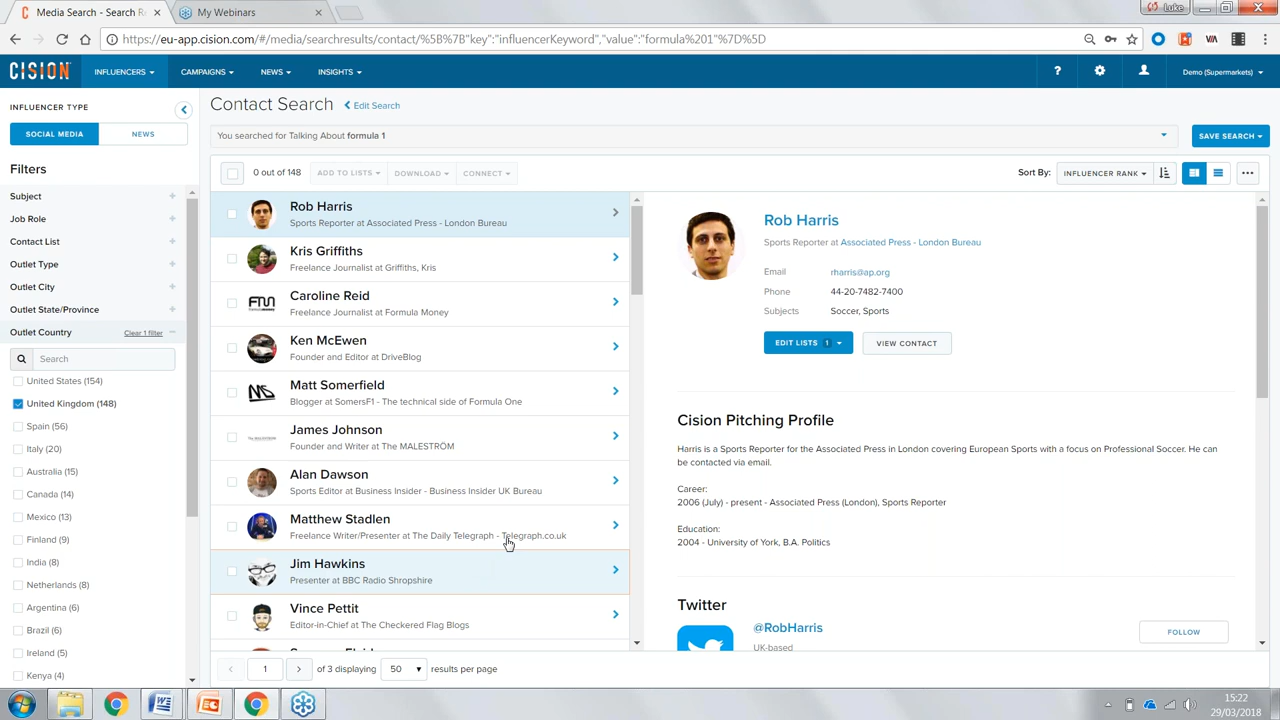 Media Search - Search R
My Webinars
Luke
https://eu-app.cision.com/#/media/searchresults/contact/%5B%7B"key":"influencerKeyword","value":"formula%201"%7D%5D
VIA
CISION
INFLUENCERS
CAMPAIGNS
NEWS
INSIGHTS
?
Demo (Supermarkets)
INFLUENCER TYPE
SOCIAL MEDIA
NEWS
Filters
Subject
Job Role
Contact List
Outlet Type
Outlet City
Outlet State/Province
Outlet Country
Clear 1 filter
Search
United States (154)
United Kingdom (148)
Spain (56)
Italy (20)
Australia (15)
Canada (14)
Mexico (13)
Finland (9)
India (8)
Netherlands (8)
Argentina (6)
Brazil (6)
Ireland (5)
Kenya (4)
Contact Search
Edit Search
You searched for Talking About formula 1
SAVE SEARCH
0 out of 148
ADD TO LISTS
DOWNLOAD
CONNECT
Sort By:
INFLUENCER RANK
Rob Harris
Sports Reporter at Associated Press - London Bureau
Kris Griffiths
Freelance Journalist at Griffiths, Kris
Caroline Reid
Freelance Journalist at Formula Money
Ken McEwen
Founder and Editor at DriveBlog
Matt Somerfield
Blogger at SomersF1 - The technical side of Formula One
James Johnson
Founder and Writer at The MALESTRÖM
Alan Dawson
Sports Editor at Business Insider - Business Insider UK Bureau
Matthew Stadlen
Freelance Writer/Presenter at The Daily Telegraph - Telegraph.co.uk
Jim Hawkins
Presenter at BBC Radio Shropshire
Vince Pettit
Editor-in-Chief at The Checkered Flag Blogs
1
of 3 displaying
50
results per page
Rob Harris
Sports Reporter at Associated Press - London Bureau
Email
rharris@ap.org
Phone
44-20-7482-7400
Subjects
Soccer, Sports
EDIT LISTS 1
VIEW CONTACT
Cision Pitching Profile
Harris is a Sports Reporter for the Associated Press in London covering European Sports with a focus on Professional Soccer. He can
be contacted via email.
Career:
2006 (July) - present - Associated Press (London), Sports Reporter
Education:
2004 - University of York, B.A. Politics
Twitter
@RobHarris
UK-based
FOLLOW
15:22
29/03/2018